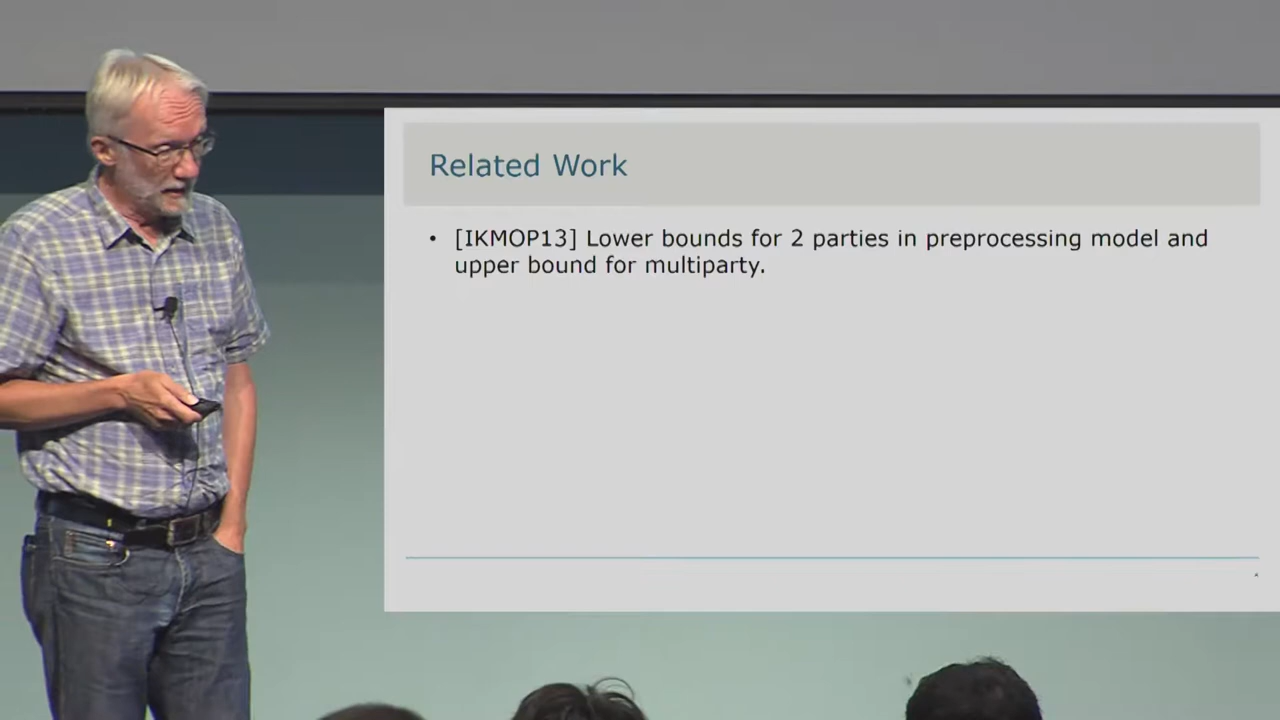 Related Work
• [IKMOP13] Lower bounds for 2 parties in preprocessing model and
upper bound for multiparty.